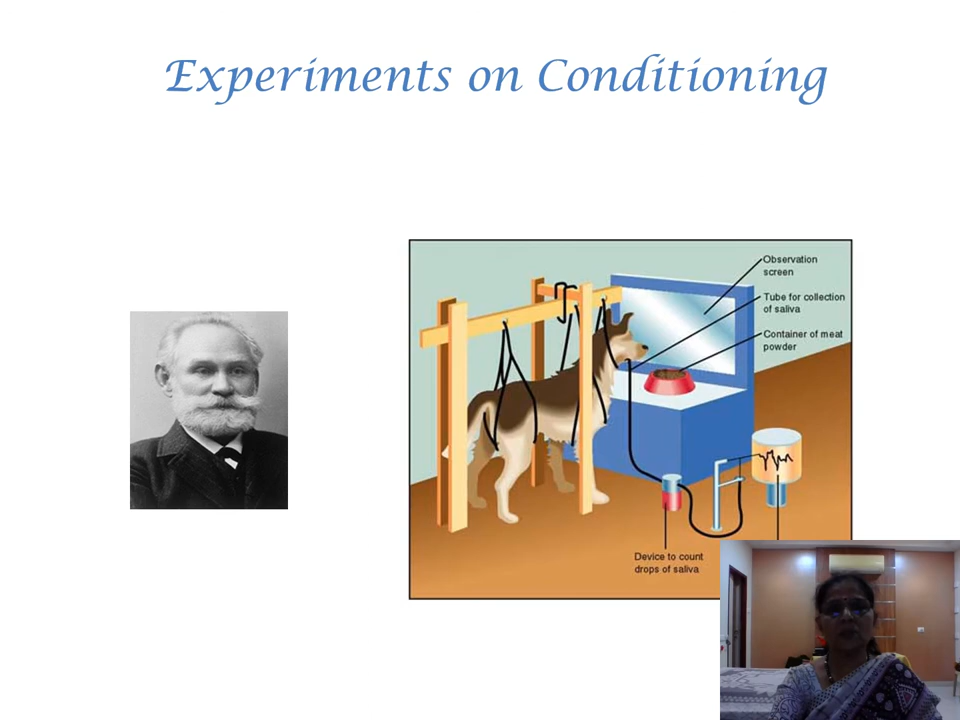 Experiments on Conditioning
Observation
screen
Tube for collection
of saliva
Container of meat
powder
Device to count
drops of saliva